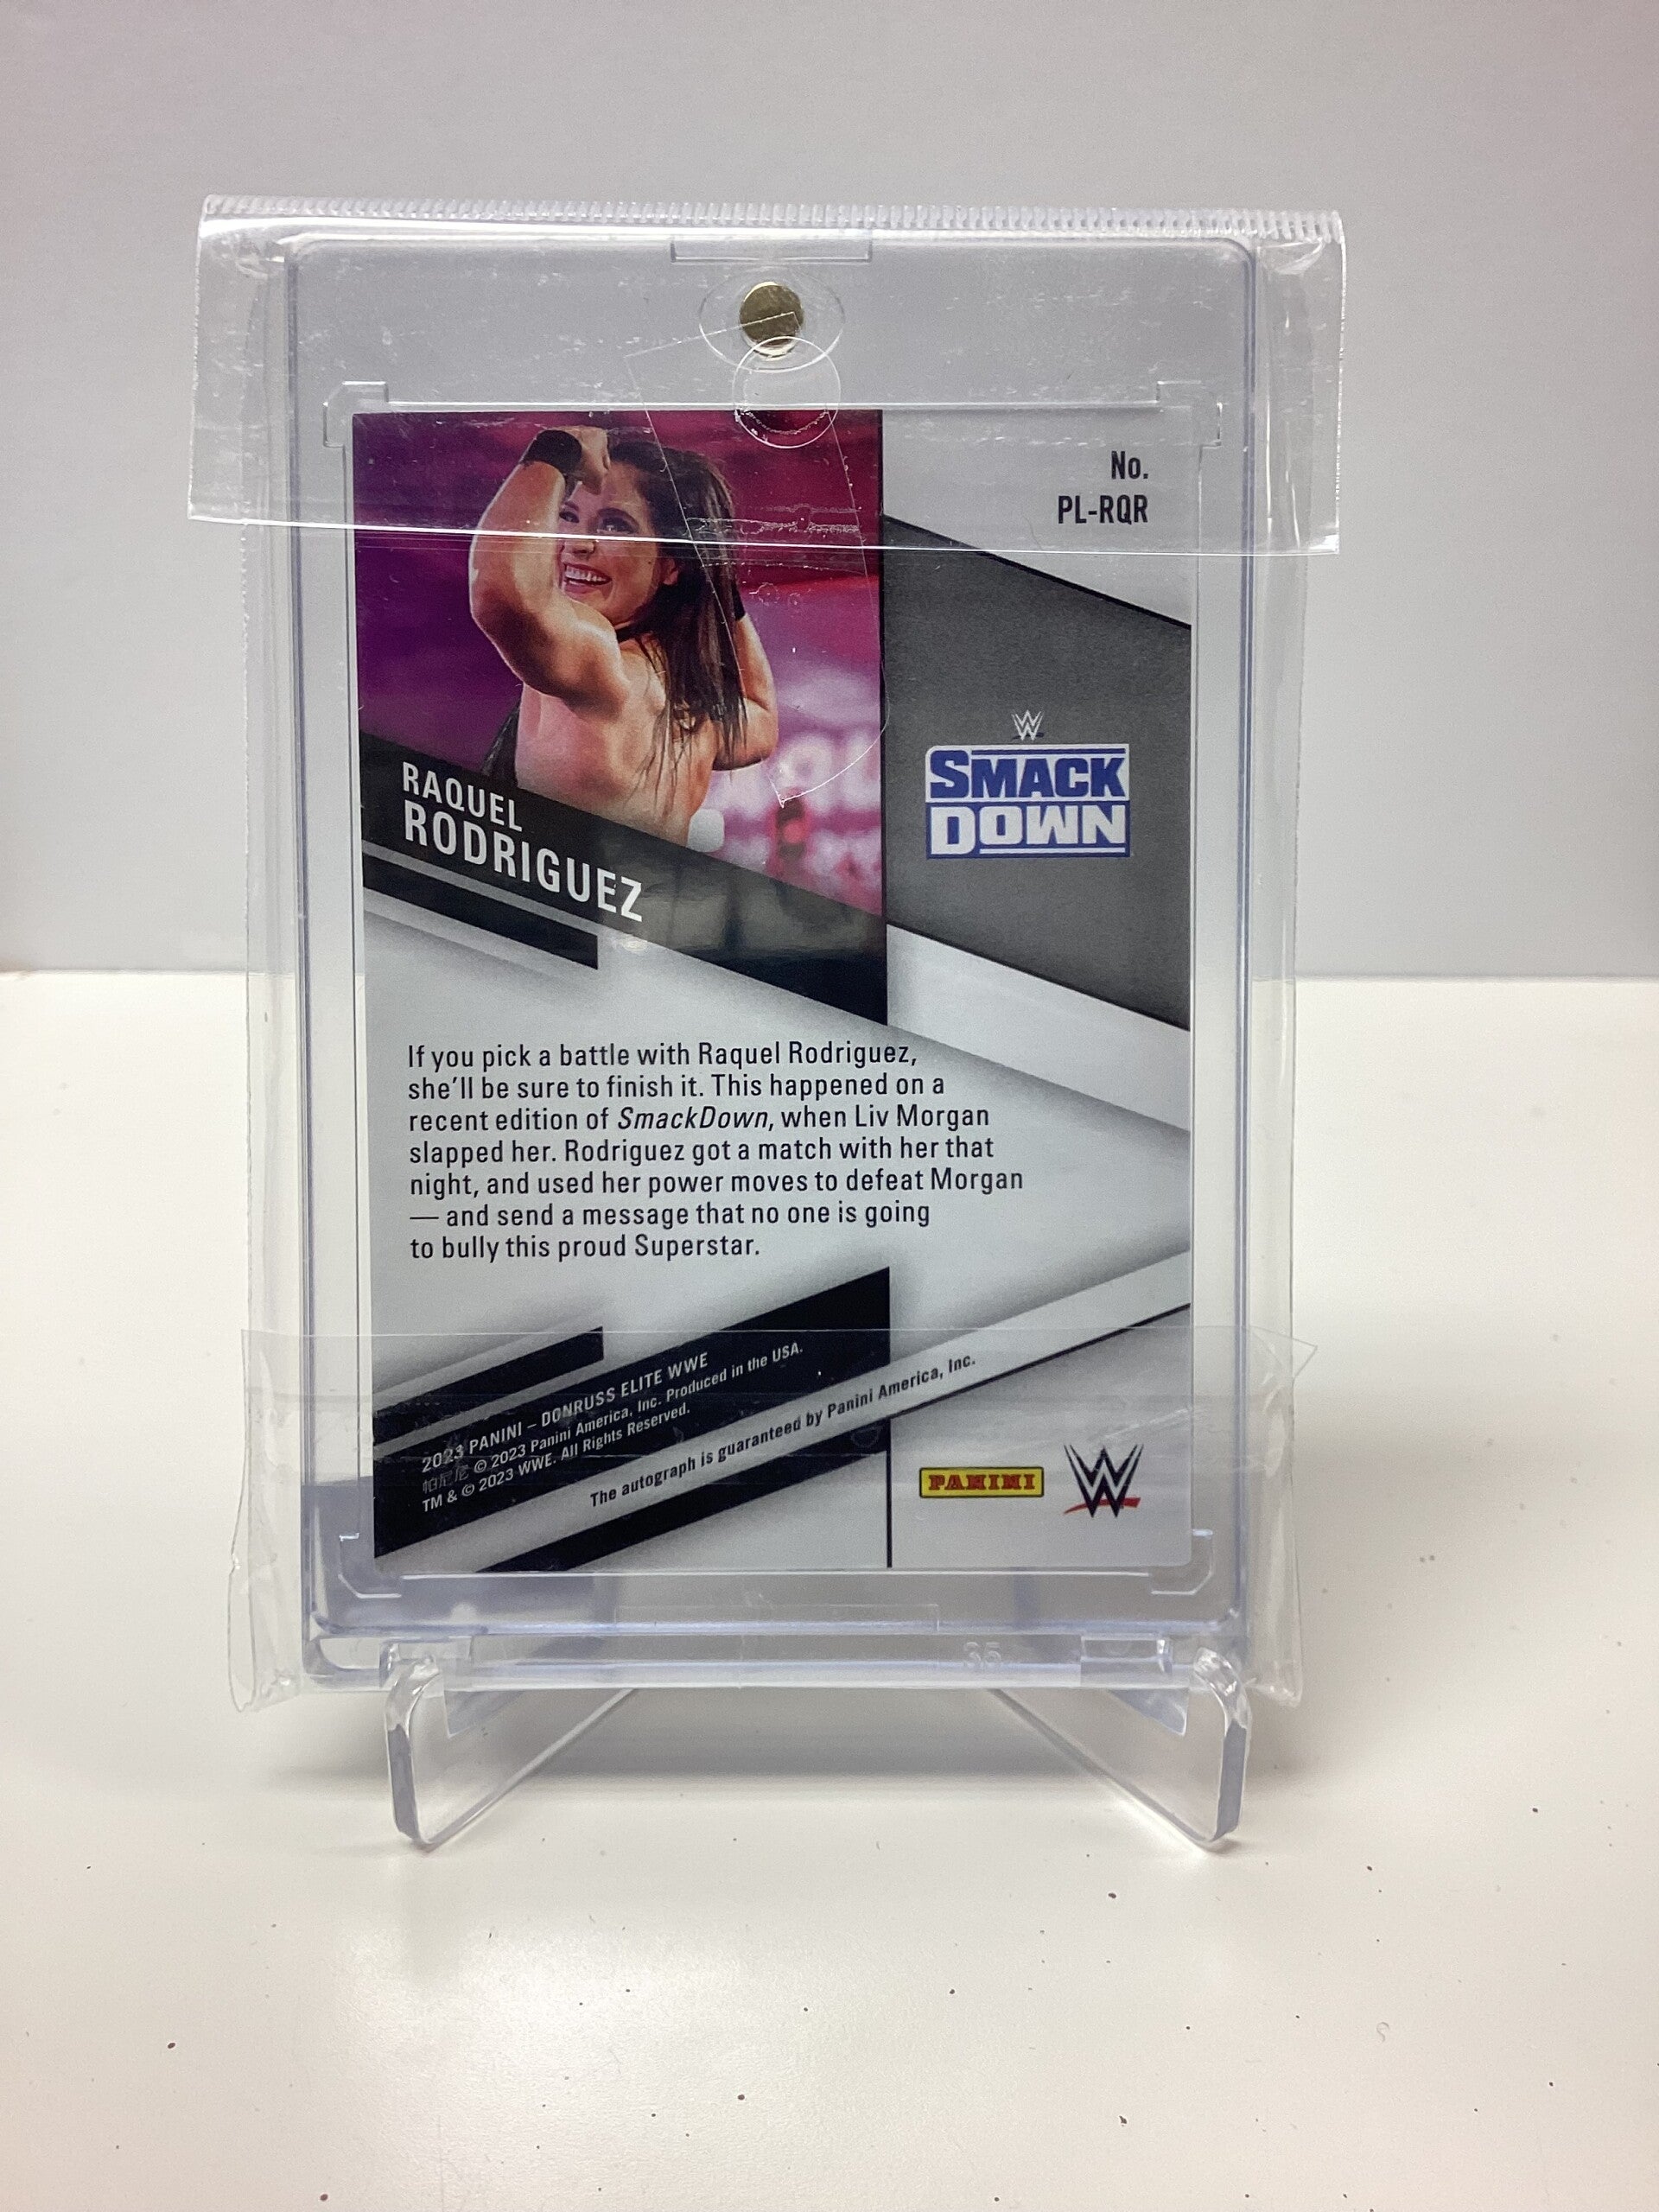 No.
PL-RQR
W
SMACK
DOWN
RAQUEL
RODRIGUEZ
If you pick a battle with Raquel Rodriguez,
she'll be sure to finish it. This happened on a
recent edition of SmackDown, when Liv Morgan
slapped her. Rodriguez got a match with her that
night, and used her power moves to defeat Morgan
— and send a message that no one is going
to bully this proud Superstar.
2023 PANINI – DONRUSS ELITE WWE
帕尼尼 © 2023 Panini America, Inc. Produced in the USA.
TM & © 2023 WWE. All Rights Reserved.
The autograph is guaranteed by Panini America, Inc.
PANINI
W
35